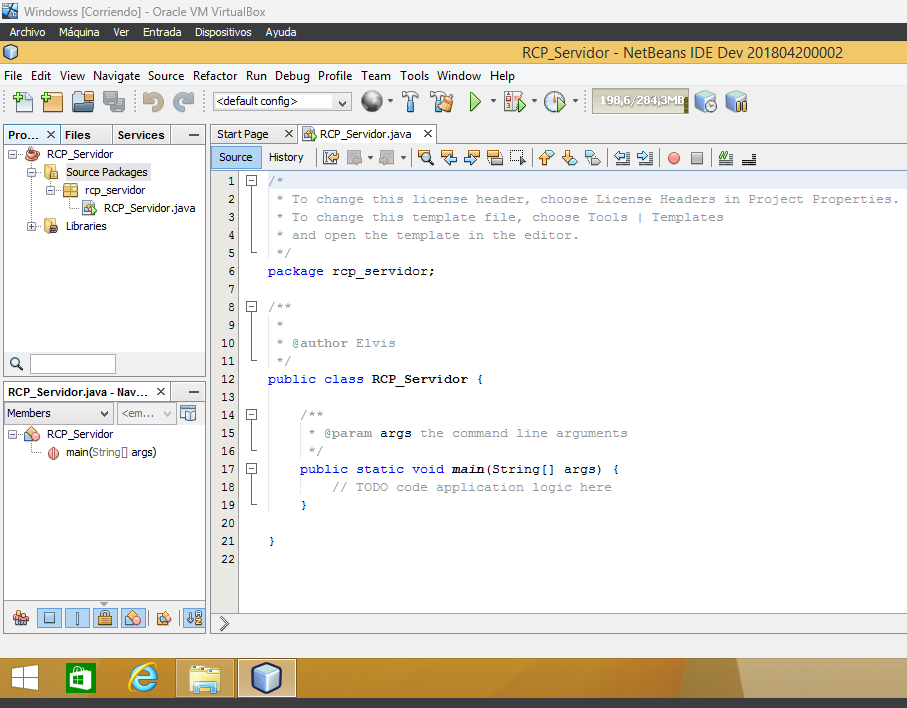 Windowss [Corriendo] - Oracle VM VirtualBox
Archivo Máquina Ver Entrada Dispositivos Ayuda
RCP_Servidor - NetBeans IDE Dev 201804200002
File Edit View Navigate Source Refactor Run Debug Profile Team Tools Window Help
<default config> 198,6/284,3MB
Pro... Files Services
RCP_Servidor
Source Packages
rcp_servidor
RCP_Servidor.java
Libraries
RCP_Servidor.java - Nav...
Members <em...
RCP_Servidor
main(String[] args)
Start Page RCP_Servidor.java
Source History
1 /*
2 * To change this license header, choose License Headers in Project Properties.
3 * To change this template file, choose Tools | Templates
4 * and open the template in the editor.
5 */
6 package rcp_servidor;
7
8 /**
9 *
10 * @author Elvis
11 */
12 public class RCP_Servidor {
13
14 /**
15 * @param args the command line arguments
16 */
17 public static void main(String[] args) {
18 // TODO code application logic here
19 }
20
21 }
22